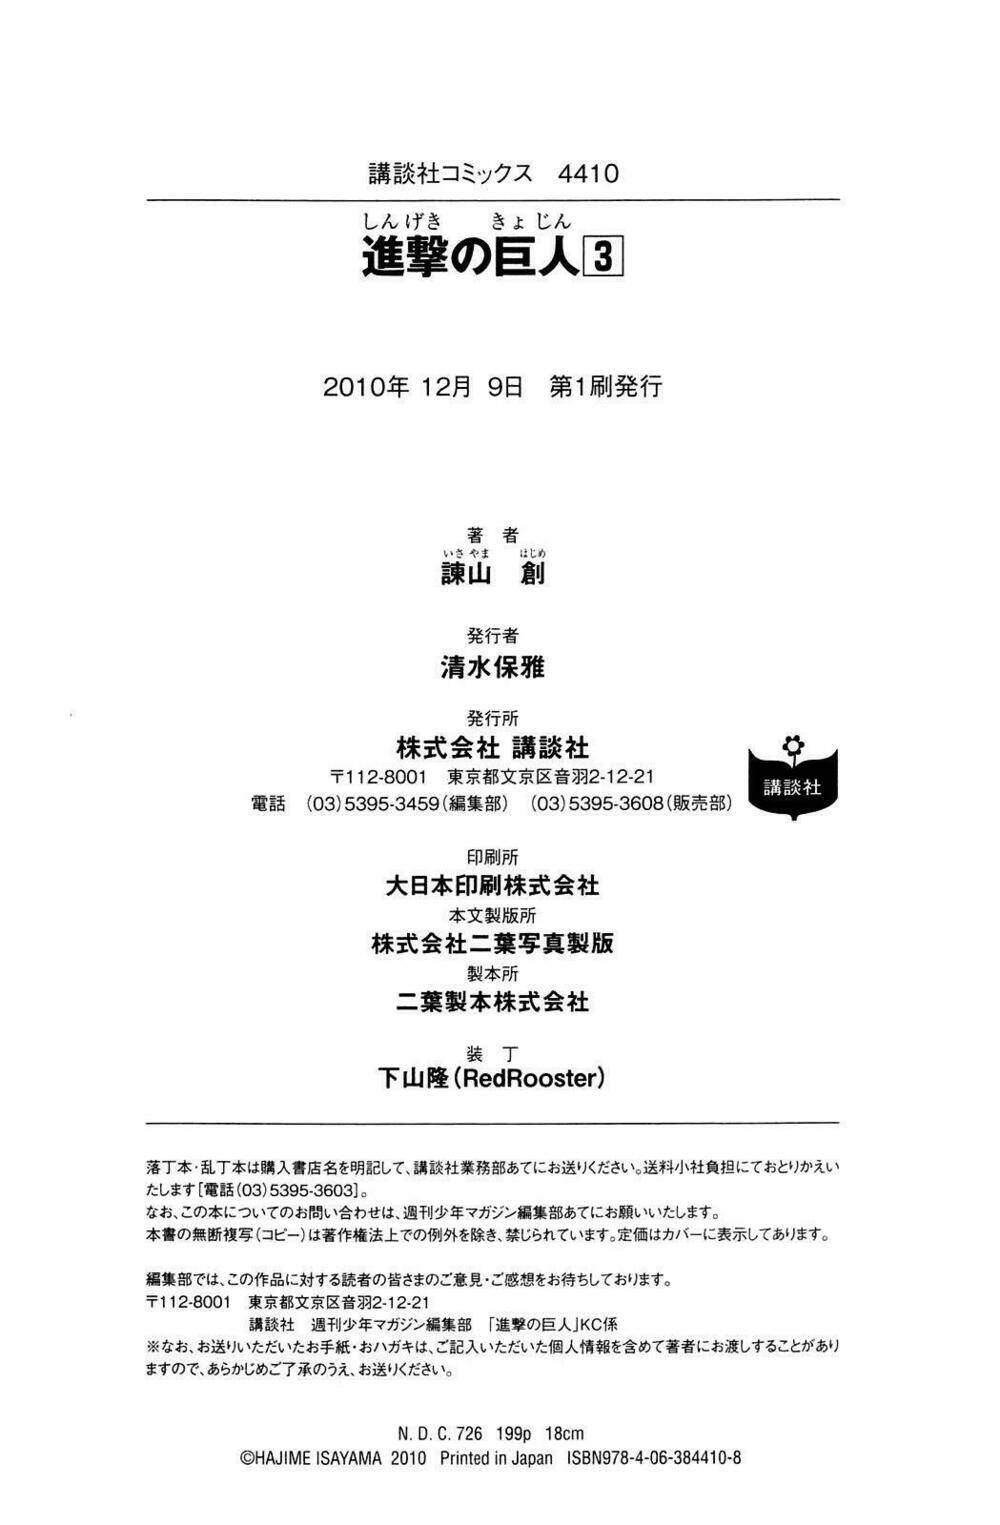 講談社コミックス 4410
しんげき きょじん
進撃の巨人3
2010年 12月 9日 第1刷発行
著 者
いさ やま はじめ
諫山 創
発行者
清水保雅
発行所
株式会社 講談社
〒112-8001 東京都文京区音羽2-12-21
電話 (03)5395-3459(編集部) (03)5395-3608(販売部)
講談社
印刷所
大日本印刷株式会社
本文製版所
株式会社二葉写真製版
製本所
二葉製本株式会社
装 丁
下山隆(RedRooster)
落丁本・乱丁本は購入書店名を明記して、講談社業務部あてにお送りください。送料小社負担にておとりかえい
たします[電話(03)5395-3603]。
なお、この本についてのお問い合わせは、週刊少年マガジン編集部あてにお願いいたします。
本書の無断複写(コピー)は著作権法上での例外を除き、禁じられています。定価はカバーに表示してあります。
編集部では、この作品に対する読者の皆さまのご意見・ご感想をお待ちしております。
〒112-8001 東京都文京区音羽2-12-21
講談社 週刊少年マガジン編集部 「進撃の巨人」KC係
※なお、お送りいただいたお手紙・おハガキは、ご記入いただいた個人情報を含めて著者にお渡しすることがあり
ますので、あらかじめご了承のうえ、お送りください。
N. D. C. 726 199p 18cm
©HAJIME ISAYAMA 2010 Printed in Japan ISBN978-4-06-384410-8